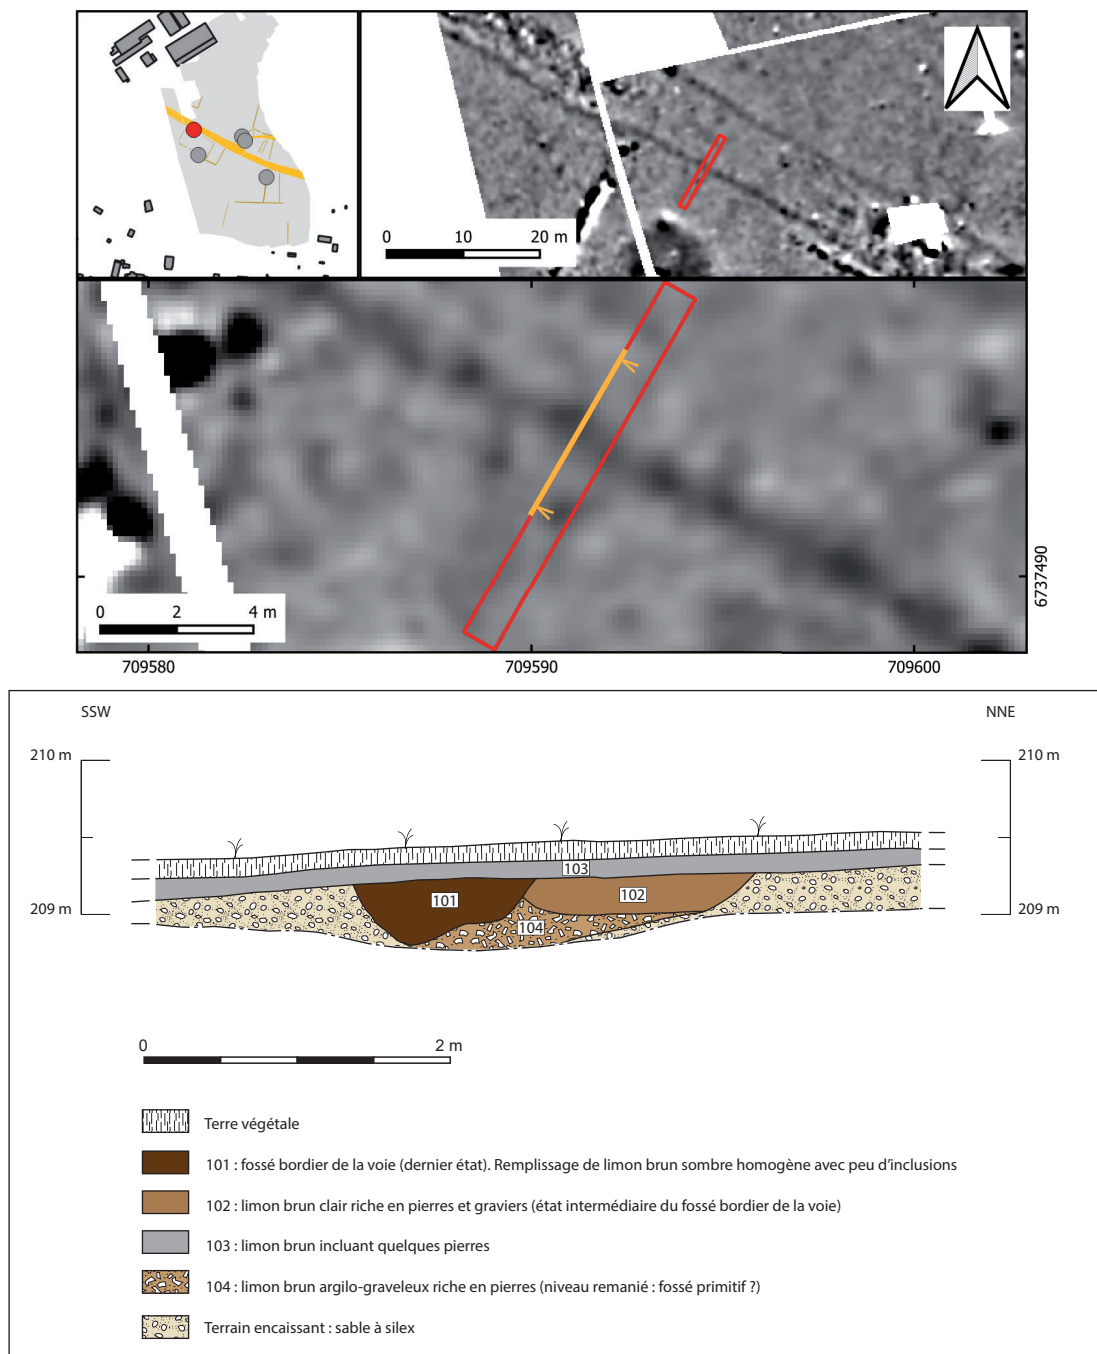 0 10 20 m
0 2 4 m
6737490
709580 709590 709600
SSW NNE
210 m 210 m
103
101 102
209 m 209 m
104
0 2 m
Terre végétale
101 : fossé bordier de la voie (dernier état). Remplissage de limon brun sombre homogène avec peu d'inclusions
102 : limon brun clair riche en pierres et graviers (état intermédiaire du fossé bordier de la voie)
103 : limon brun incluant quelques pierres
104 : limon brun argilo-graveleux riche en pierres (niveau remanié : fossé primitif ?)
Terrain encaissant : sable à silex